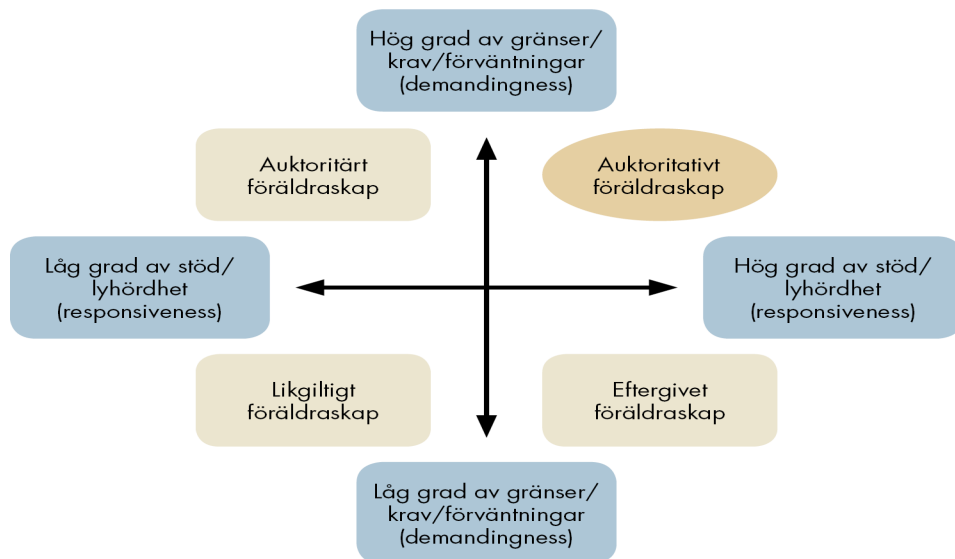 Hög grad av gränser/
krav/förväntningar
(demandingness)
Auktoritärt
föräldraskap
Auktoritativt
föräldraskap
Låg grad av stöd/
lyhördhet
(responsiveness)
Hög grad av stöd/
lyhördhet
(responsiveness)
Likgiltigt
föräldraskap
Eftergivet
föräldraskap
Låg grad av gränser/
krav/förväntningar
(demandingness)